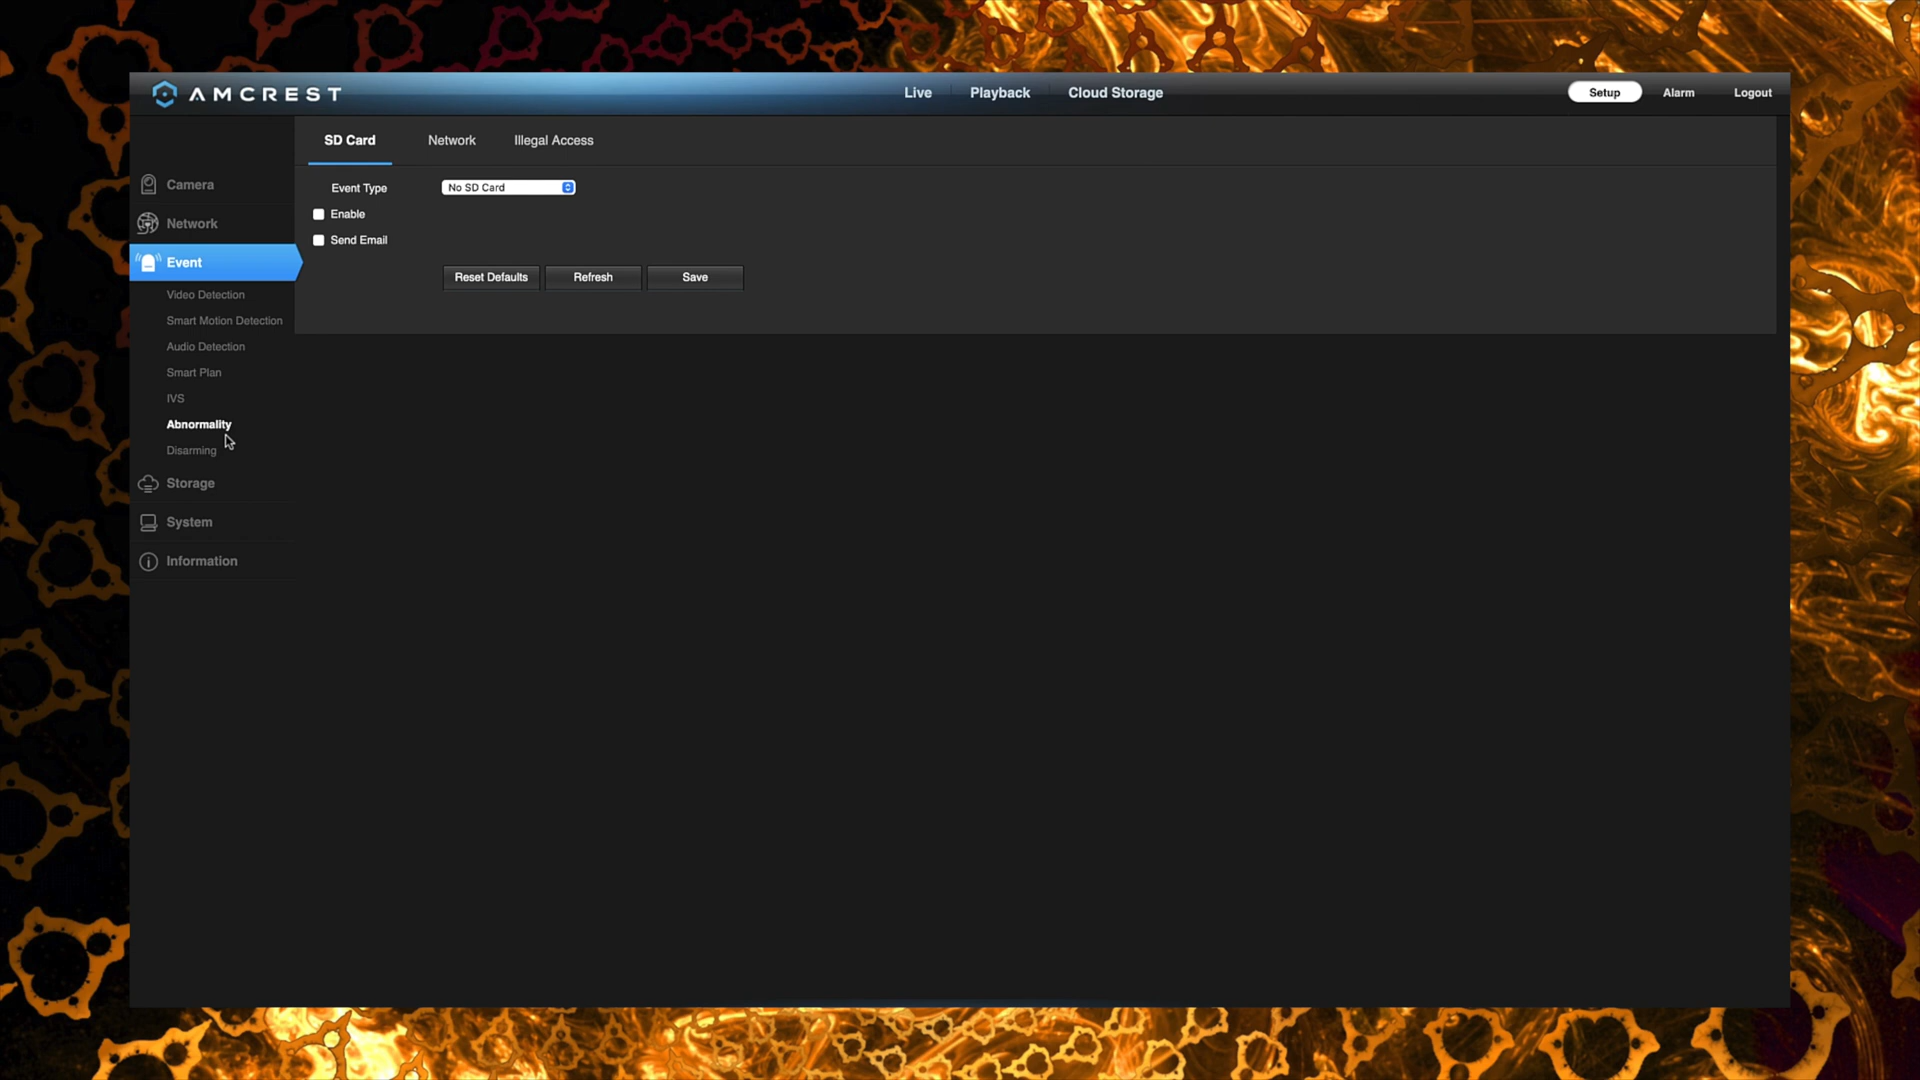 AMCREST
Live
Playback
Cloud Storage
Setup
Alarm
Logout
SD Card
Network
Illegal Access
Camera
Network
Event
Video Detection
Smart Motion Detection
Audio Detection
Smart Plan
IVS
Abnormality
Disarming
Storage
System
Information
Event Type
No SD Card
Enable
Send Email
Reset Defaults
Refresh
Save